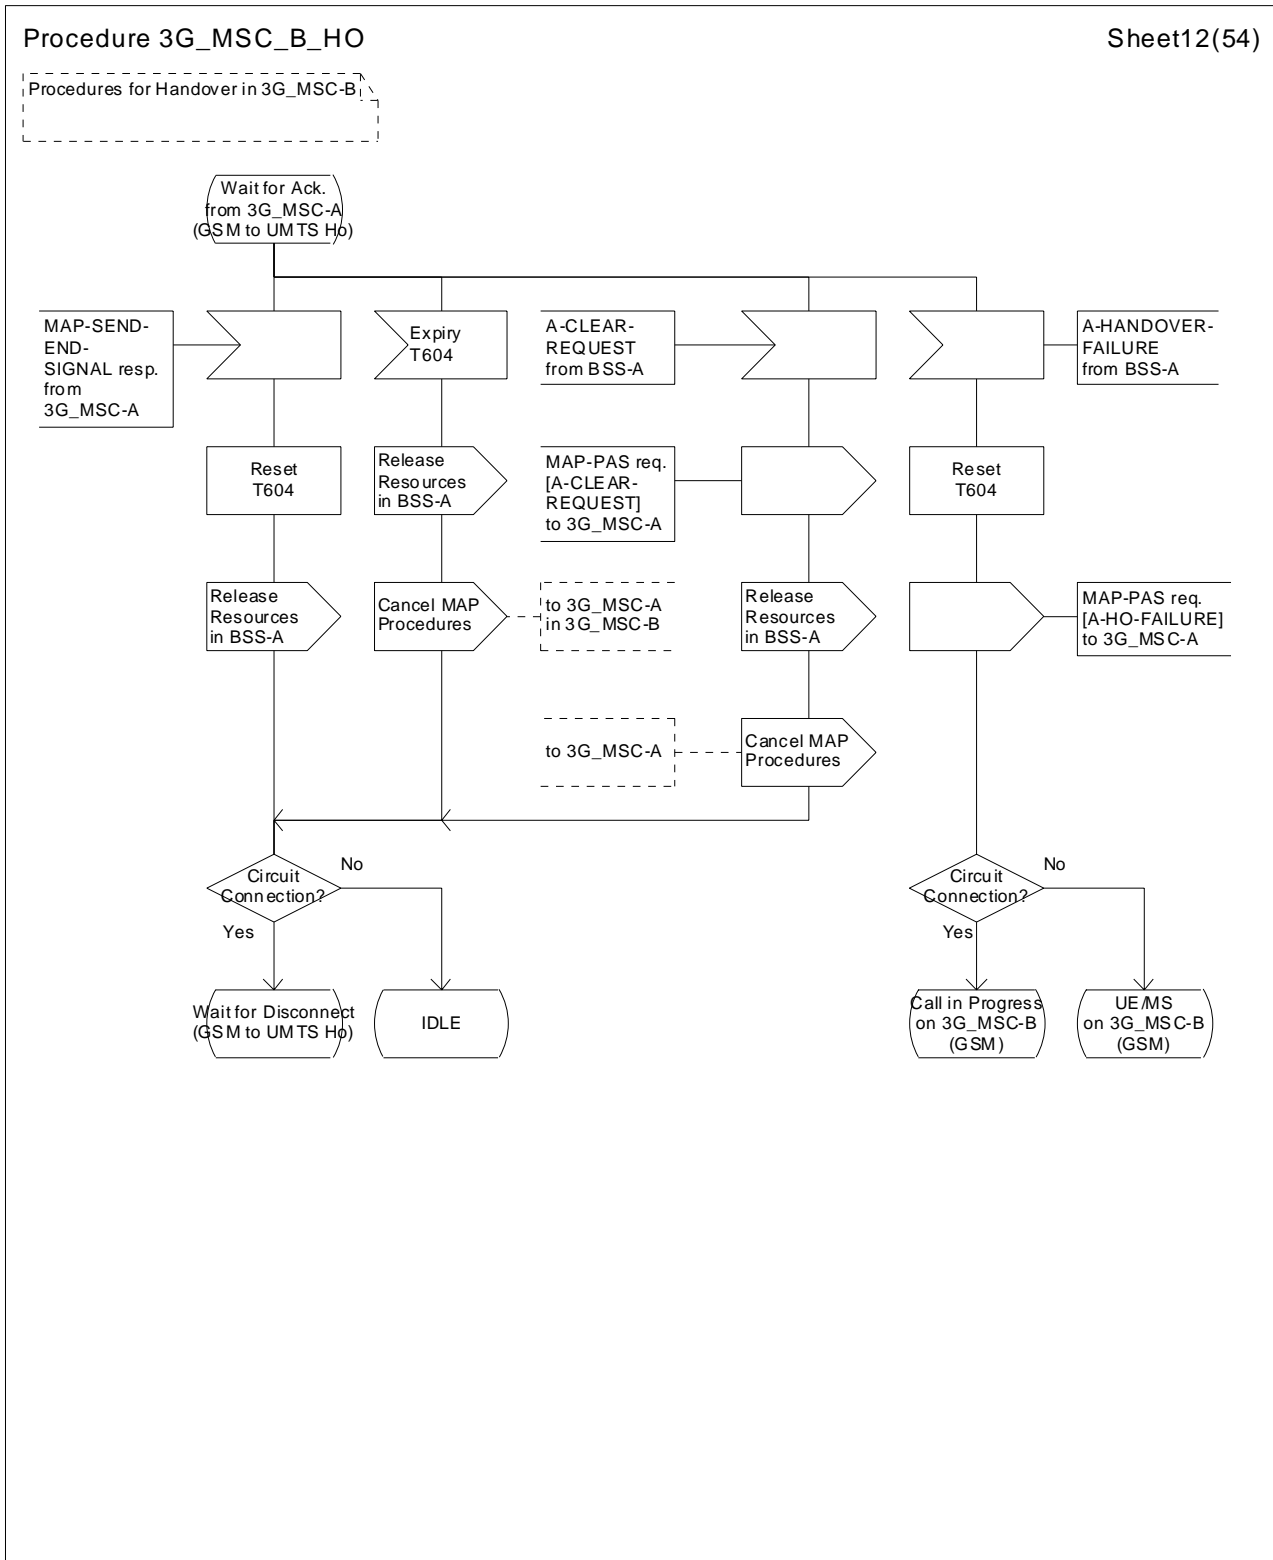 Procedure 3G_MSC_B_HO
Sheet12(54)
Procedures for Handover in 3G_MSC-B
Wait for Ack.
from 3G_MSC-A
(GSM to UMTS Ho)
MAP-SEND-
END-
SIGNAL resp.
from
3G_MSC-A
Expiry
T604
A-CLEAR-
REQUEST
from BSS-A
A-HANDOVER-
FAILURE
from BSS-A
Reset
T604
Release
Resources
in BSS-A
MAP-PAS req.
[A-CLEAR-
REQUEST]
to 3G_MSC-A
Reset
T604
Release
Resources
in BSS-A
Cancel MAP
Procedures
to 3G_MSC-A
in 3G_MSC-B
Release
Resources
in BSS-A
MAP-PAS req.
[A-HO-FAILURE]
to 3G_MSC-A
to 3G_MSC-A
Cancel MAP
Procedures
Circuit
Connection?
No
Yes
Circuit
Connection?
No
Yes
Wait for Disconnect
(GSM to UMTS Ho)
IDLE
Call in Progress
on 3G_MSC-B
(GSM)
UE/MS
on 3G_MSC-B
(GSM)